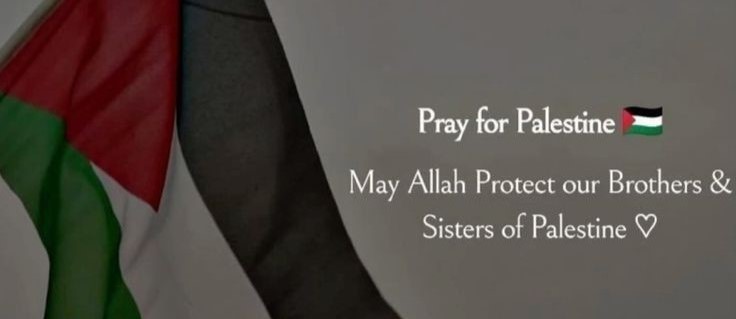 Pray for Palestine 🇵🇸
May Allah Protect our Brothers &
Sisters of Palestine ♡